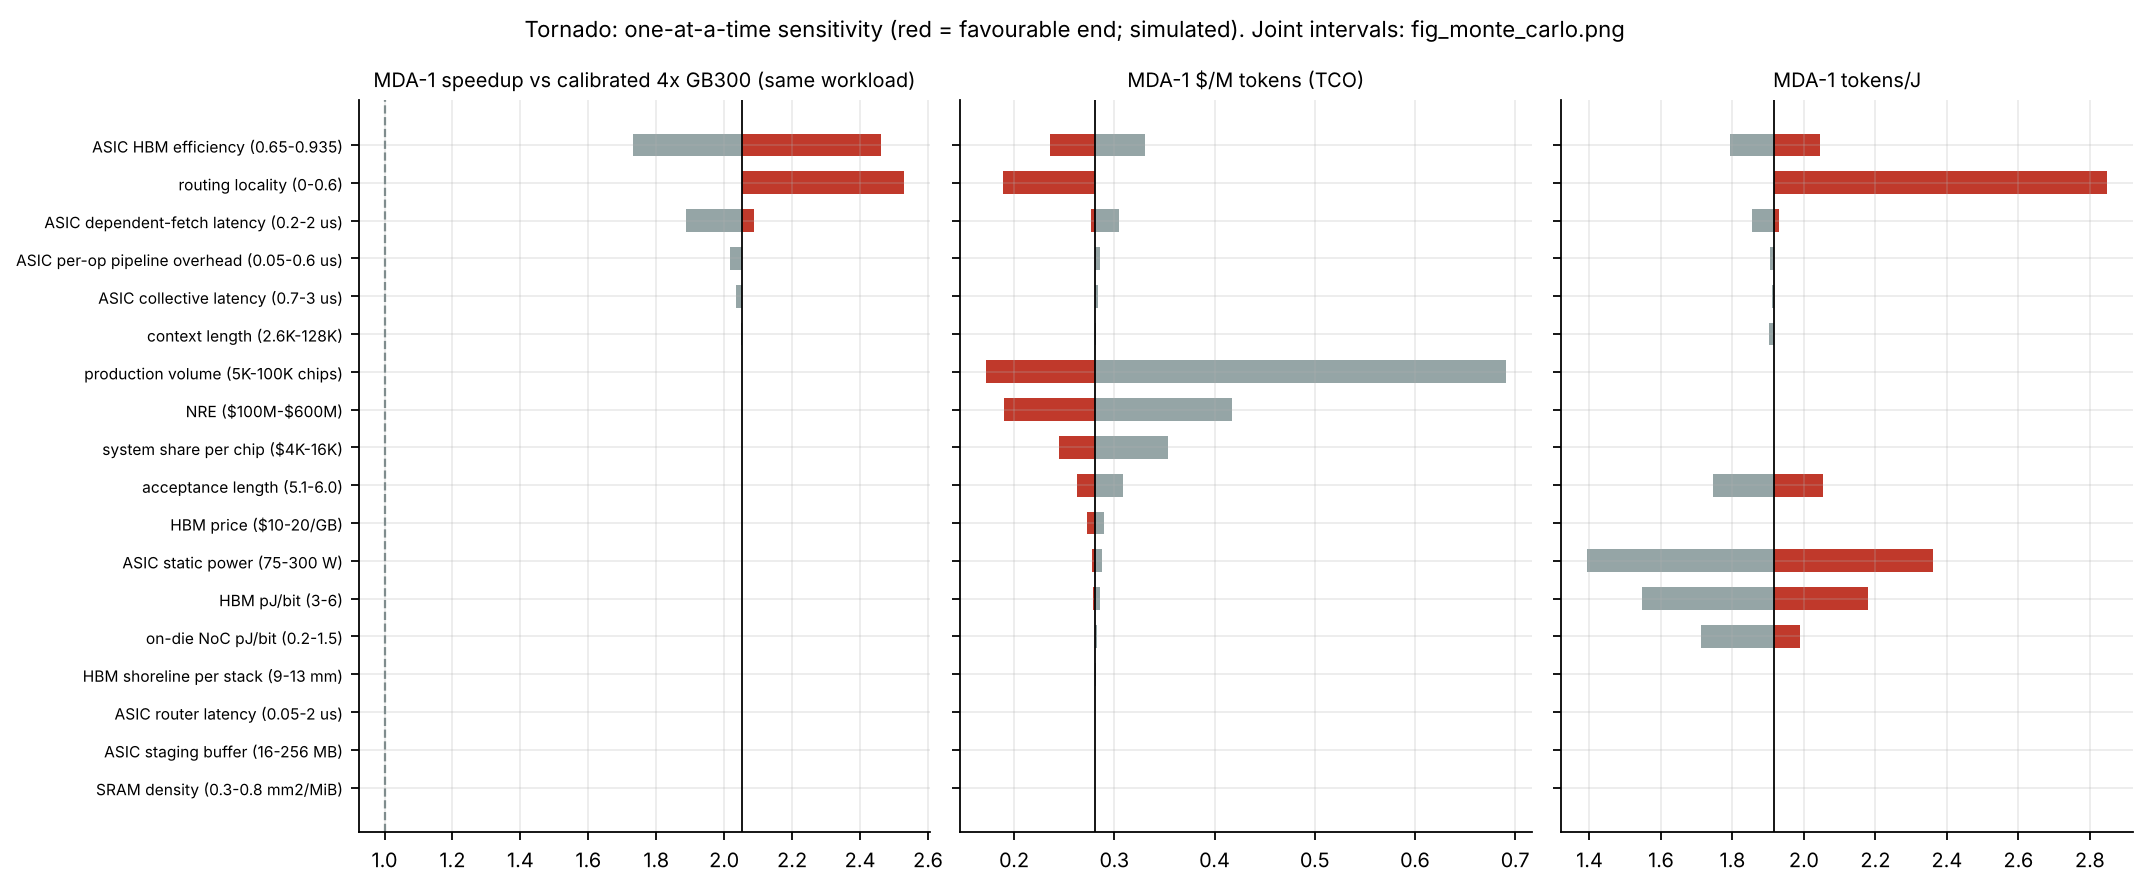 Tornado: one-at-a-time sensitivity (red = favourable end; simulated). Joint intervals: fig_monte_carlo.png
MDA-1 speedup vs calibrated 4x GB300 (same workload)
MDA-1 $/M tokens (TCO)
MDA-1 tokens/J
ASIC HBM efficiency (0.65-0.935)
routing locality (0-0.6)
ASIC dependent-fetch latency (0.2-2 us)
ASIC per-op pipeline overhead (0.05-0.6 us)
ASIC collective latency (0.7-3 us)
context length (2.6K-128K)
production volume (5K-100K chips)
NRE ($100M-$600M)
system share per chip ($4K-16K)
acceptance length (5.1-6.0)
HBM price ($10-20/GB)
ASIC static power (75-300 W)
HBM pJ/bit (3-6)
on-die NoC pJ/bit (0.2-1.5)
HBM shoreline per stack (9-13 mm)
ASIC router latency (0.05-2 us)
ASIC staging buffer (16-256 MB)
SRAM density (0.3-0.8 mm2/MiB)
1.0 1.2 1.4 1.6 1.8 2.0 2.2 2.4 2.6
0.2 0.3 0.4 0.5 0.6 0.7
1.4 1.6 1.8 2.0 2.2 2.4 2.6 2.8